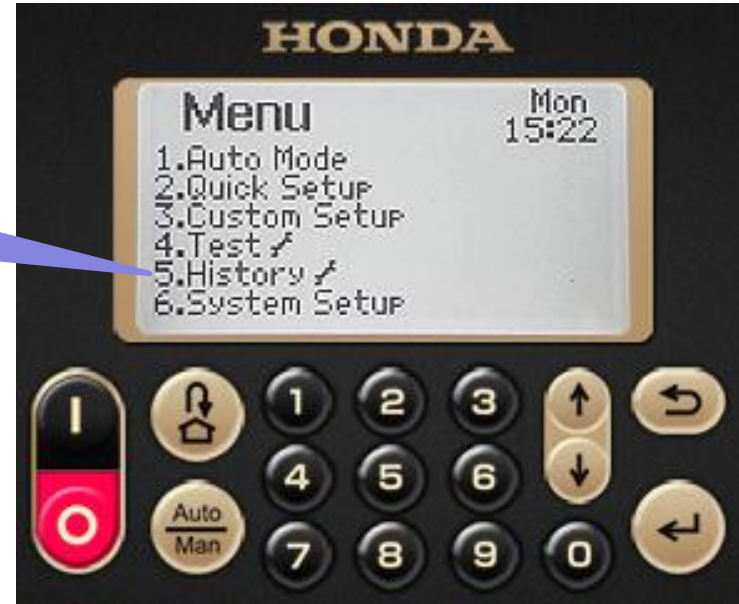 HONDA
Menu
Mon
15:22
1.Auto Mode
2.Quick Setup
3.Custom Setup
4.Test
5.History
6.System Setup
I
1
2
3
4
5
6
O
Auto
Man
7
8
9
0